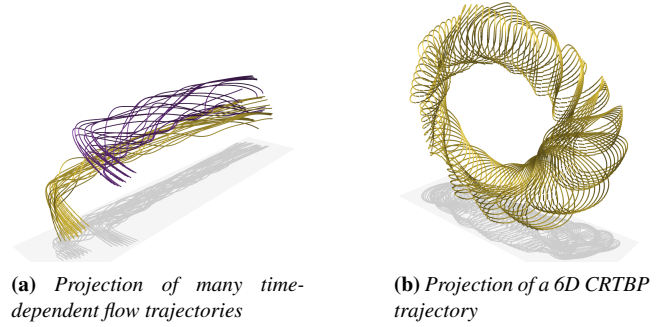 (a) Projection of many time-
dependent flow trajectories
(b) Projection of a 6D CRTBP
trajectory